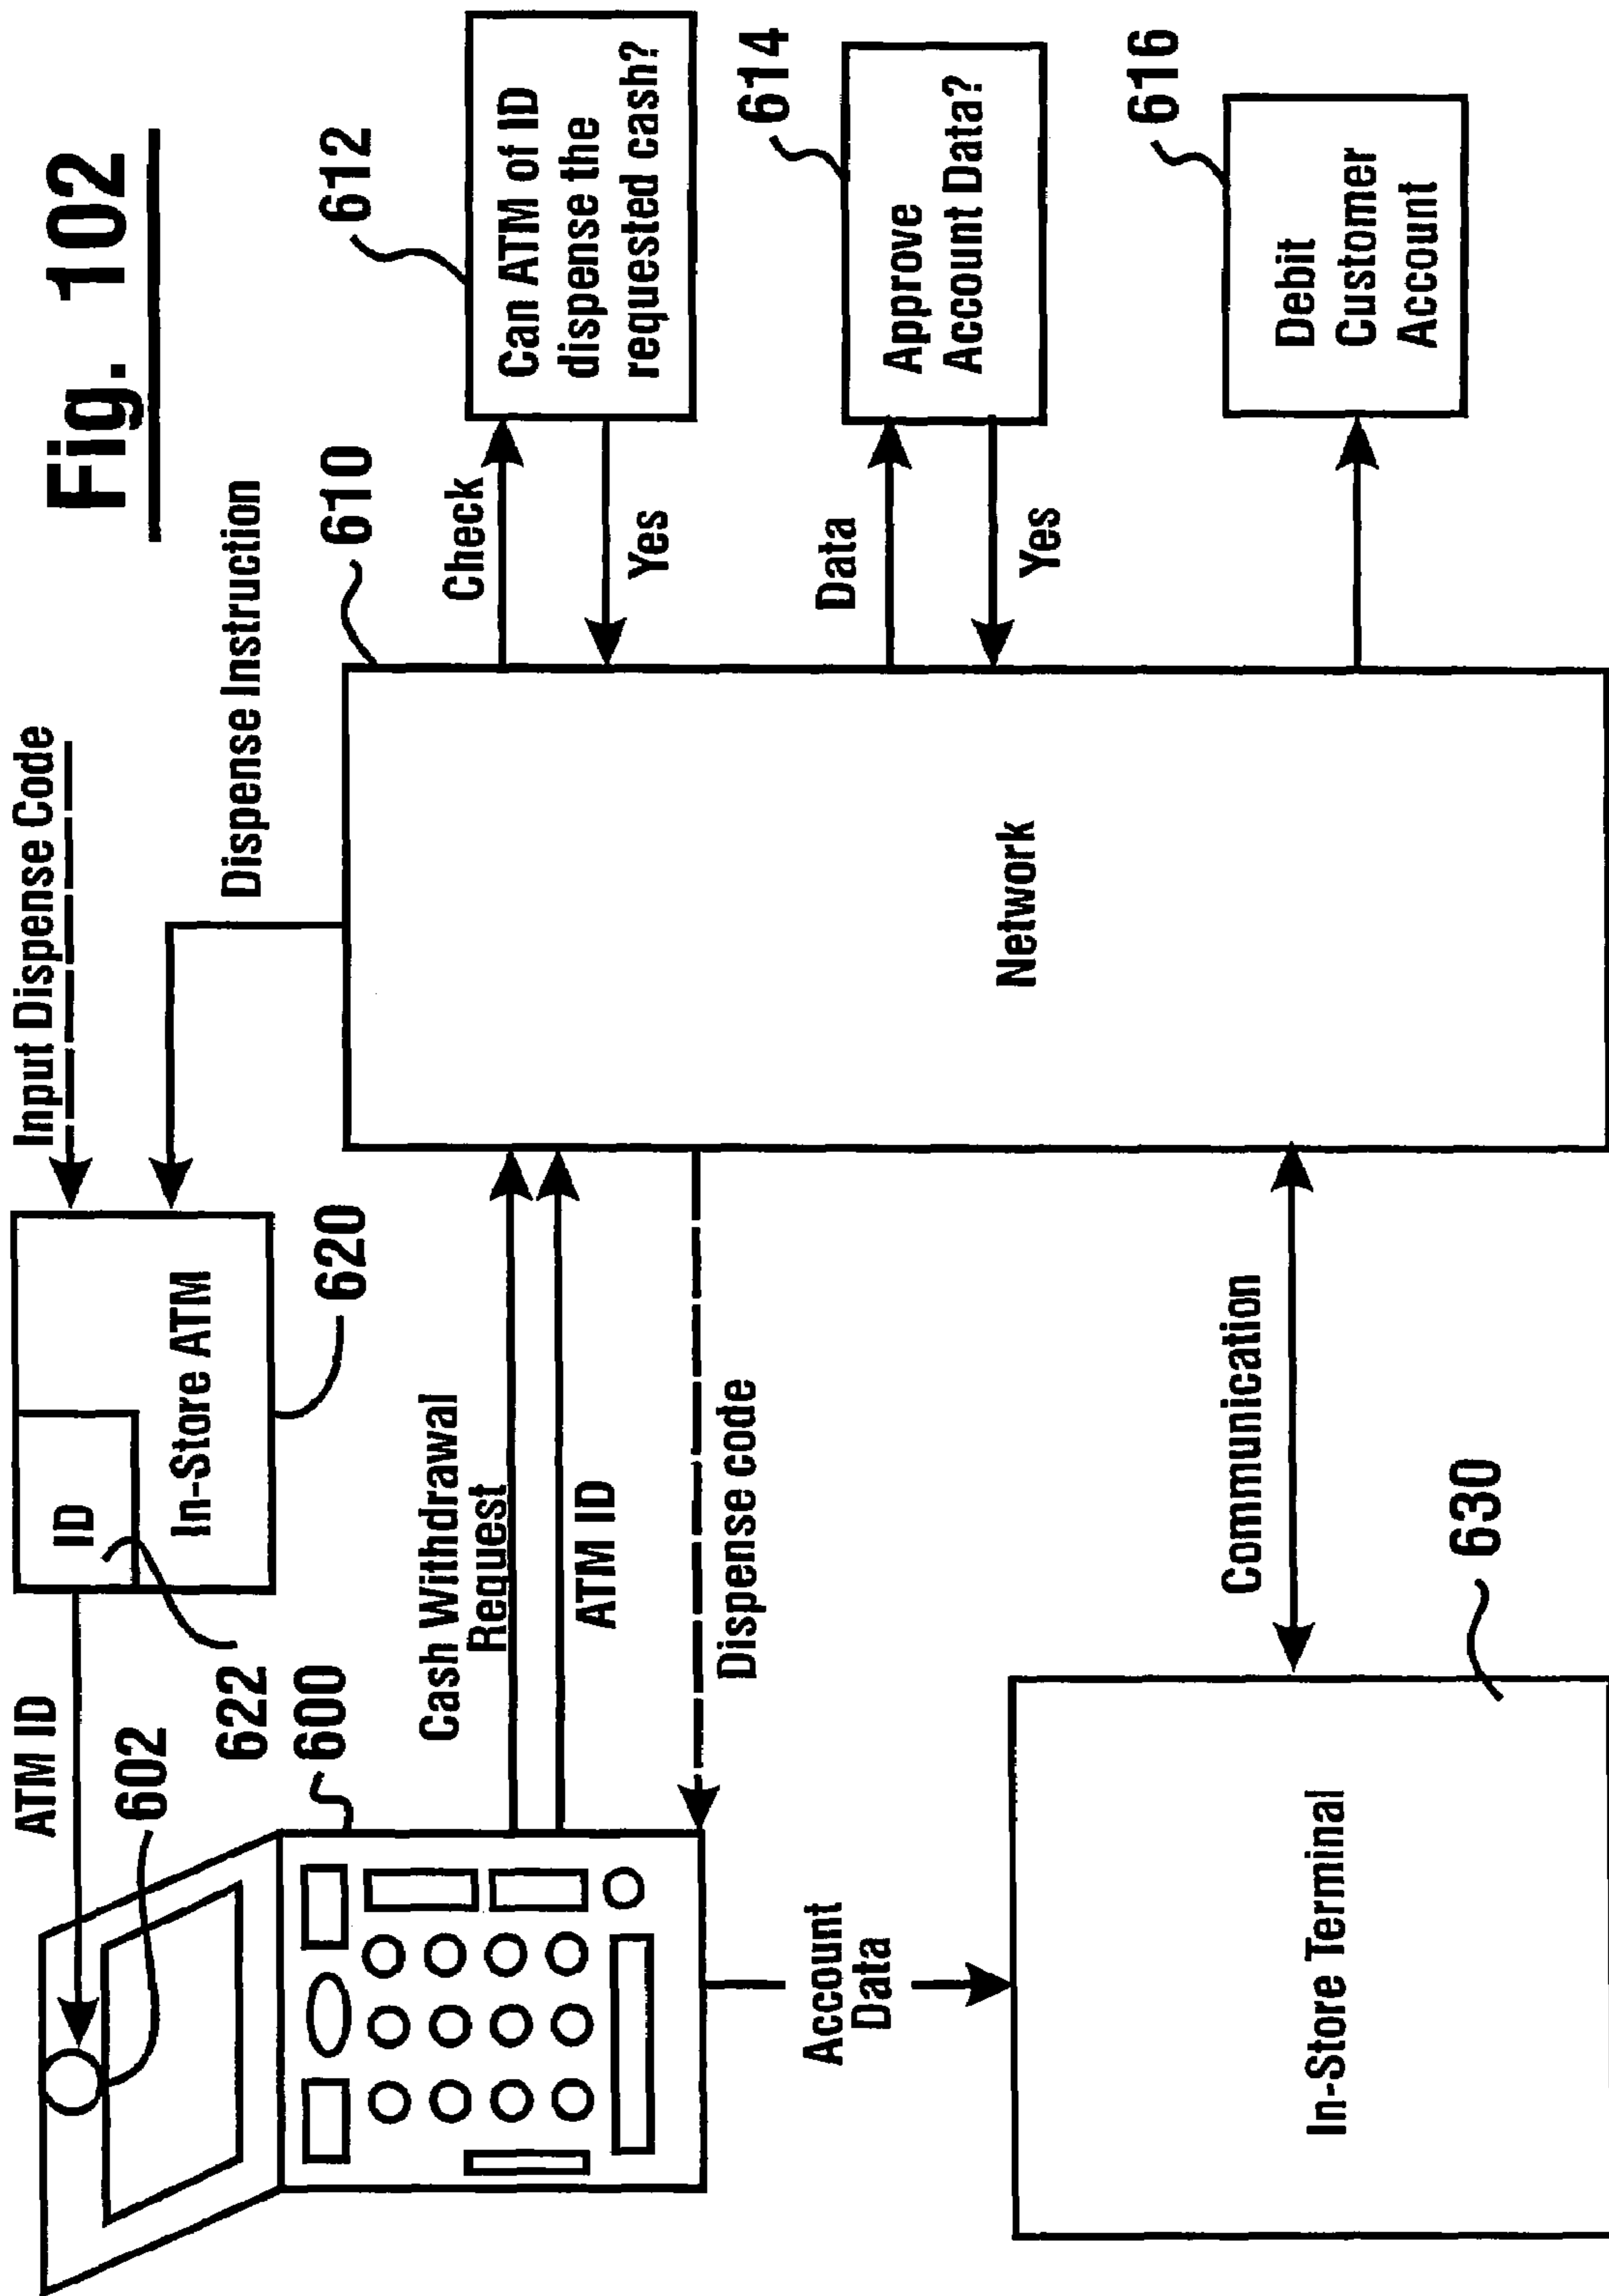 Fig. 102
Input Dispense Code
Dispense Instruction
ATM ID
602
622
600
ID
In-Store ATM
620
610
612
Can ATM of ID
dispense the
requested cash?
Check
Yes
614
Approve
Account Data?
Data
Yes
616
Debit
Customer
Account
Cash Withdrawal
Request
ATM ID
Dispense code
Network
Account
Data
Communication
630
In-Store Terminal